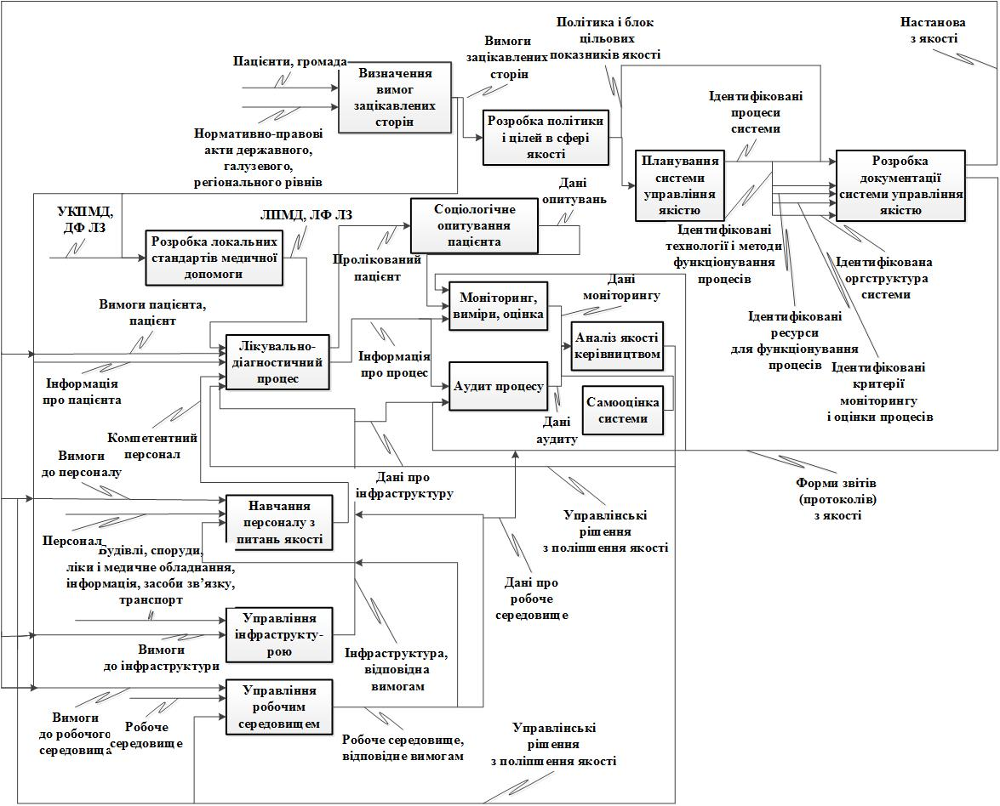 Настанова
з якості
Політика і блок
цільових
показників якості
Вимоги
зацікавлених
сторін
Пацієнти, громада
Визначення
вимог
зацікавлених
сторін
Нормативно-правові
акти державного,
галузевого,
регіонального рівнів
Розробка політики
і цілей в сфері
якості
Ідентифіковані
процеси
системи
Планування
системи
управління
якістю
Розробка
документації
системи управління
якістю
Дані
опитувань
УКПМД,
ДФ ЛЗ
ЛПМД, ЛФ ЛЗ
Соціологічне
опитування
пацієнта
Розробка локальних
стандартів медичної
допомоги
Пролікований
пацієнт
Ідентифіковані
технології і методи
функціонування
процесів
Ідентифікована
оргструктура
системи
Дані
моніторингу
Моніторинг,
виміри, оцінка
Вимоги пацієнта,
пацієнт
Ідентифіковані
ресурси
для функціонування
процесів
Ідентифіковані
критерії
моніторингу
і оцінки процесів
Аналіз якості
керівництвом
Лікувально-
діагностичний
процес
Інформація
про процес
Інформація
про пацієнта
Аудит процесу
Самооцінка
системи
Дані
аудиту
Компетентний
персонал
Вимоги
до персоналу
Дані про
інфраструктуру
Форми звітів
(протоколів)
з якості
Управлінські
рішення
з поліпшення якості
Навчання
персоналу з
питань якості
Персонал
Будівлі, споруди,
ліки і медичне обладнання,
інформація, засоби зв’язку,
транспорт
Дані про
робоче
середовище
Управління
інфраструкту-
рою
Вимоги
до інфраструктури
Інфраструктура,
відповідна
вимогам
Управління
робочим
середовищем
Вимоги
до робочого
середовища
Робоче
середовище
Робоче середовище,
відповідне вимогам
Управлінські
рішення
з поліпшення якості